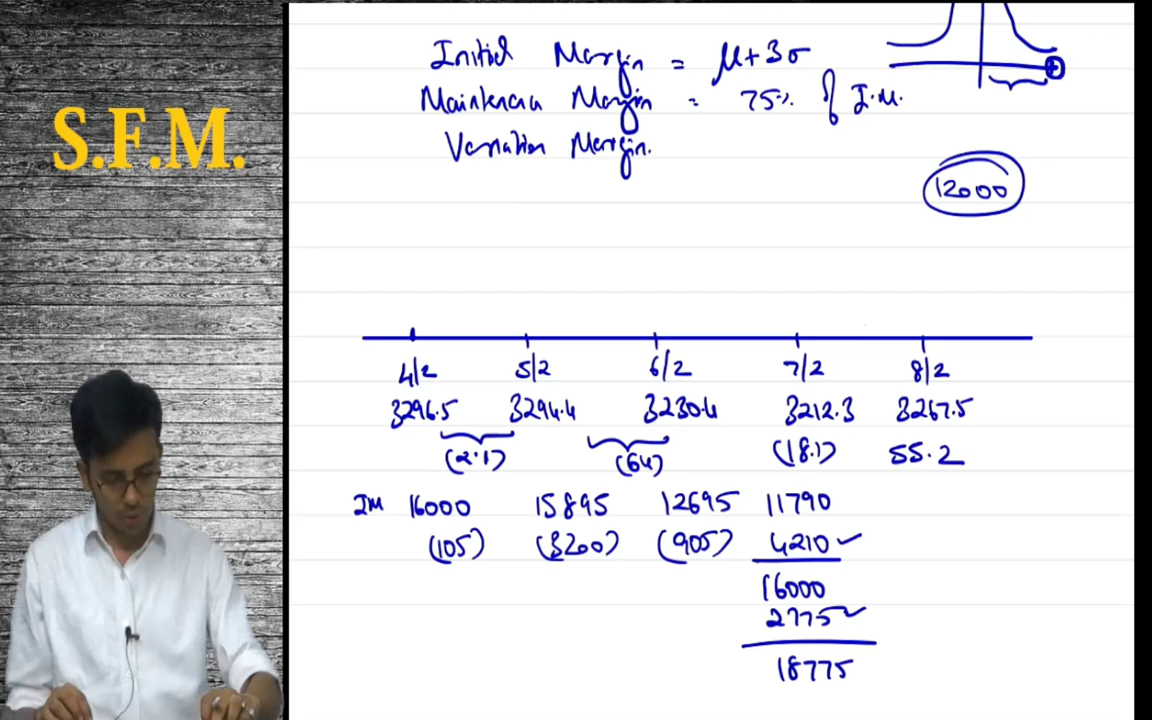 S.F.M.
Initial Margin = μ+3σ
Maintenance Margin = 75% of I.M.
Variation Margin.
12000
4/2 5/2 6/2 7/2 8/2
3296.5 3294.4 3230.4 3212.3 3267.5
(2.1) (64) (18.1) 55.2
IM 16000 15895 12695 11790
(105) (3200) (905) 4210
16000
2775
18775